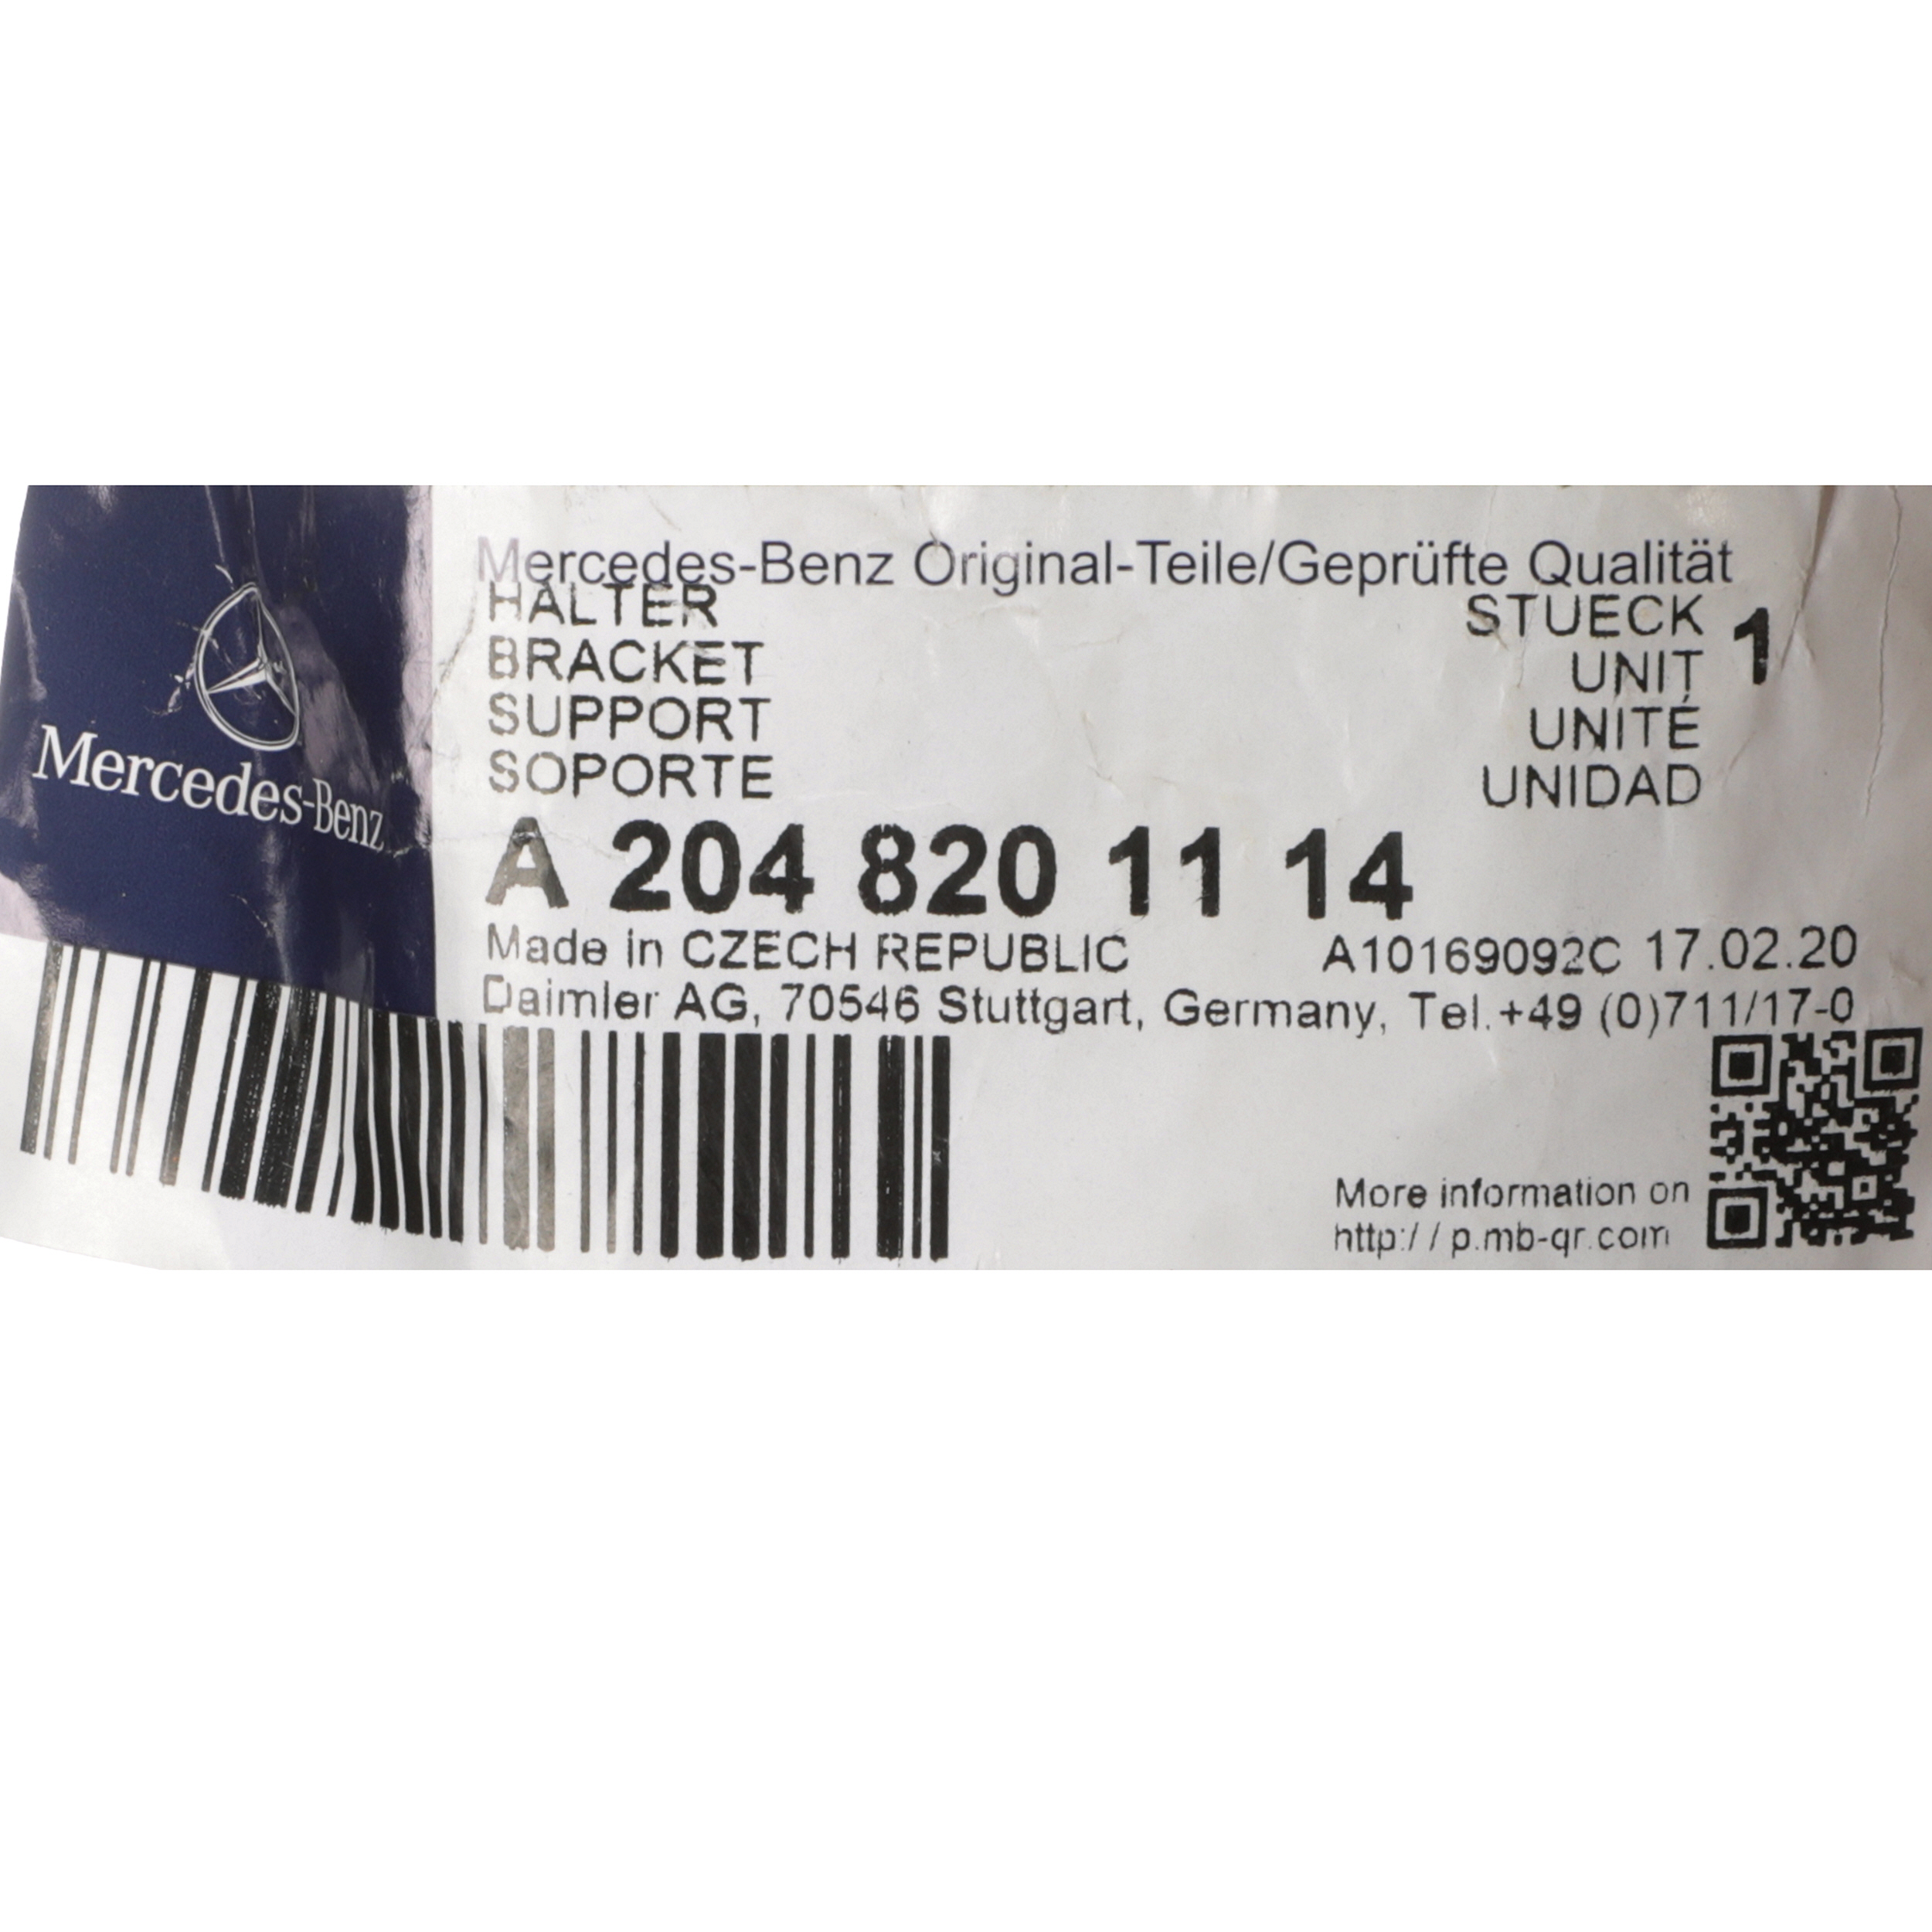 Mercedes-Benz
Mercedes-Benz Original-Teile/Geprüfte Qualität
HALTER
BRACKET
SUPPORT
SOPORTE
STUECK
UNIT
UNITÉ
UNIDAD
1
A 204 820 11 14
Made in CZECH REPUBLIC A10169092C 17.02.20
Daimler AG, 70546 Stuttgart, Germany, Tel.+49 (0)711/17-0
More information on
http://p.mb-qr.com